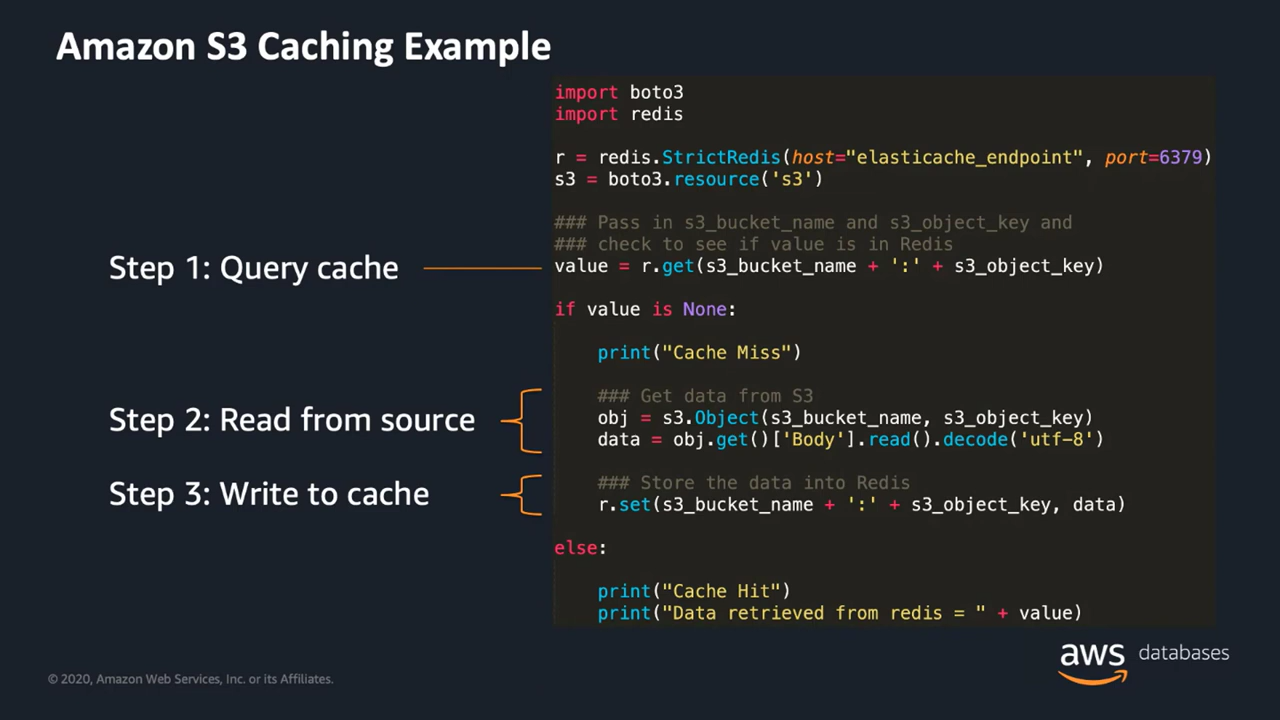 Amazon S3 Caching Example
import boto3
import redis
r = redis.StrictRedis(host="elasticache_endpoint", port=6379)
s3 = boto3.resource('s3')
### Pass in s3_bucket_name and s3_object_key and
### check to see if value is in Redis
Step 1: Query cache
value = r.get(s3_bucket_name + ':' + s3_object_key)
if value is None:
print("Cache Miss")
### Get data from S3
Step 2: Read from source
obj = s3.Object(s3_bucket_name, s3_object_key)
data = obj.get()['Body'].read().decode('utf-8')
### Store the data into Redis
Step 3: Write to cache
r.set(s3_bucket_name + ':' + s3_object_key, data)
else:
print("Cache Hit")
print("Data retrieved from redis = " + value)
aws databases
© 2020, Amazon Web Services, Inc. or its Affiliates.